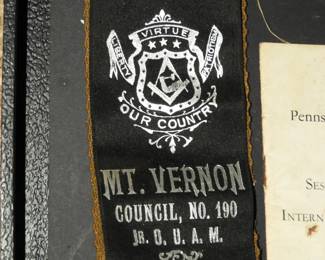 VIRTUE
LIBERTY
PATRIOTISM
OUR COUNTRY
MT. VERNON
COUNCIL, NO. 190
JR. O. U. A. M.
Penns
Ses
Intern